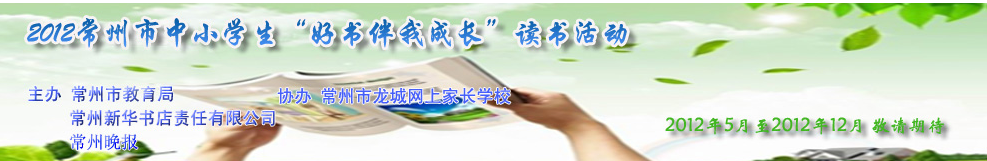 2012常州市中小学生“好书伴我成长”读书活动
主办 常州市教育局 协办 常州市龙城网上家长学校
常州新华书店责任有限公司
常州晚报
2012年5月至2012年12月 敬请期待